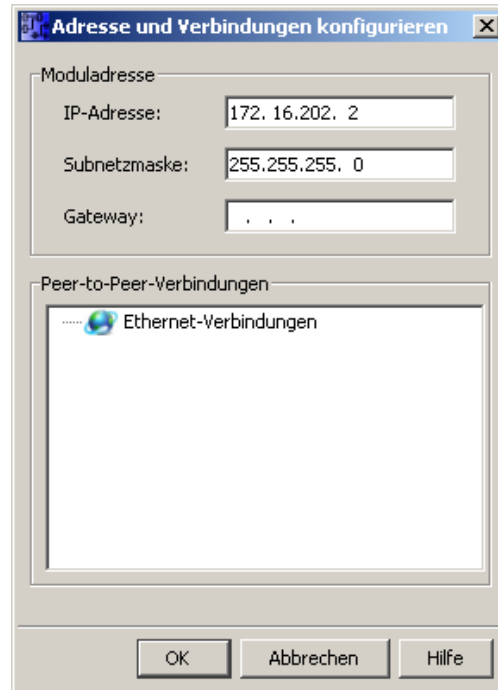 Adresse und Verbindungen konfigurieren
Moduladresse
IP-Adresse: 172. 16.202. 2
Subnetzmaske: 255.255.255. 0
Gateway: . . .
Peer-to-Peer-Verbindungen
Ethernet-Verbindungen
OK Abbrechen Hilfe